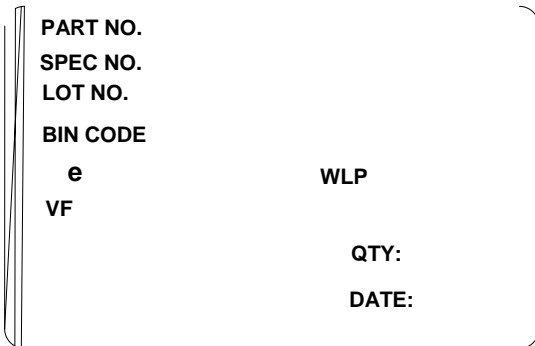 PART NO.
SPEC NO.
LOT NO.
BIN CODE
e WLP
VF
QTY:
DATE: